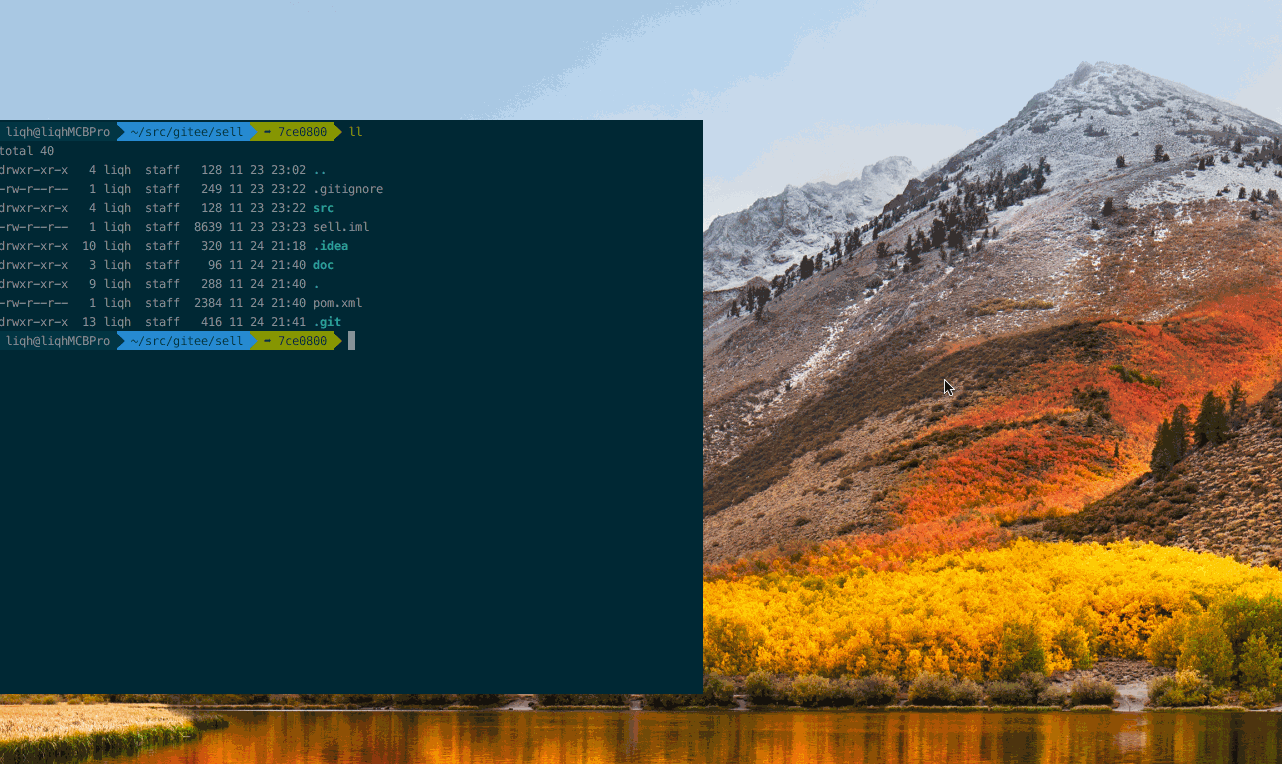 liqh@liqhMCBPro ~/src/gitee/sell ➦ 7ce0800 ll
total 40
drwxr-xr-x   4 liqh  staff   128 11 23 23:02 ..
-rw-r--r--   1 liqh  staff   249 11 23 23:22 .gitignore
drwxr-xr-x   4 liqh  staff   128 11 23 23:22 src
-rw-r--r--   1 liqh  staff  8639 11 23 23:23 sell.iml
drwxr-xr-x  10 liqh  staff   320 11 24 21:18 .idea
drwxr-xr-x   3 liqh  staff    96 11 24 21:40 doc
drwxr-xr-x   9 liqh  staff   288 11 24 21:40 .
-rw-r--r--   1 liqh  staff  2384 11 24 21:40 pom.xml
drwxr-xr-x  13 liqh  staff   416 11 24 21:41 .git
liqh@liqhMCBPro ~/src/gitee/sell ➦ 7ce0800